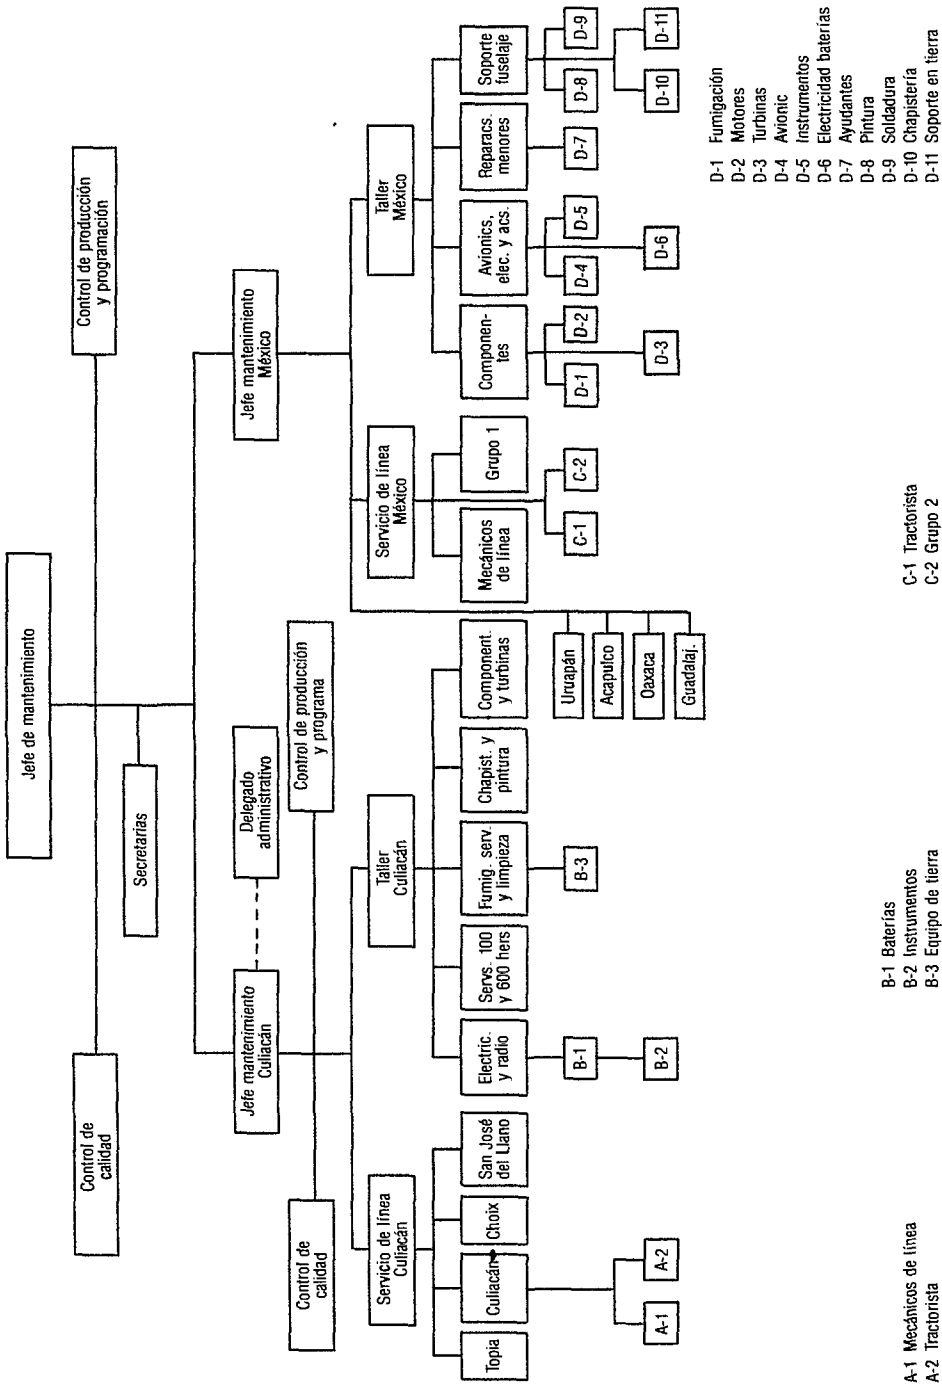 Jefe de mantenimiento
Control de
calidad
Control de producción
y programación
Secretarias
Jefe mantenimiento
Culiacán
Delegado
administrativo
Jefe mantenimiento
México
Control de
calidad
Control de producción
y programa
Servicio de línea
Culiacán
Taller
Culiacán
Servicio de línea
México
Taller
México
Topia
Culiacán
Choix
San José
del Llano
Electric.
y radio
Servs. 100
y 600 hers
Fumig. serv.
y limpieza
Chapist. y
pintura
Component.
y turbinas
Mecánicos
de línea
Grupo 1
Componen-
tes
Avionics,
elec. y acs.
Reparacs.
menores
Soporte
fuselaje
A-1
A-2
B-1
B-2
B-3
Uruapán
Acapulco
Oaxaca
Guadalaj.
C-1
C-2
D-1
D-2
D-3
D-4
D-5
D-6
D-7
D-8
D-9
D-10
D-11
A-1 Mecánicos de línea
A-2 Tractorista
B-1 Baterías
B-2 Instrumentos
B-3 Equipo de tierra
C-1 Tractorista
C-2 Grupo 2
D-1 Fumigación
D-2 Motores
D-3 Turbinas
D-4 Avionic
D-5 Instrumentos
D-6 Electricidad baterías
D-7 Ayudantes
D-8 Pintura
D-9 Soldadura
D-10 Chapistería
D-11 Soporte en tierra